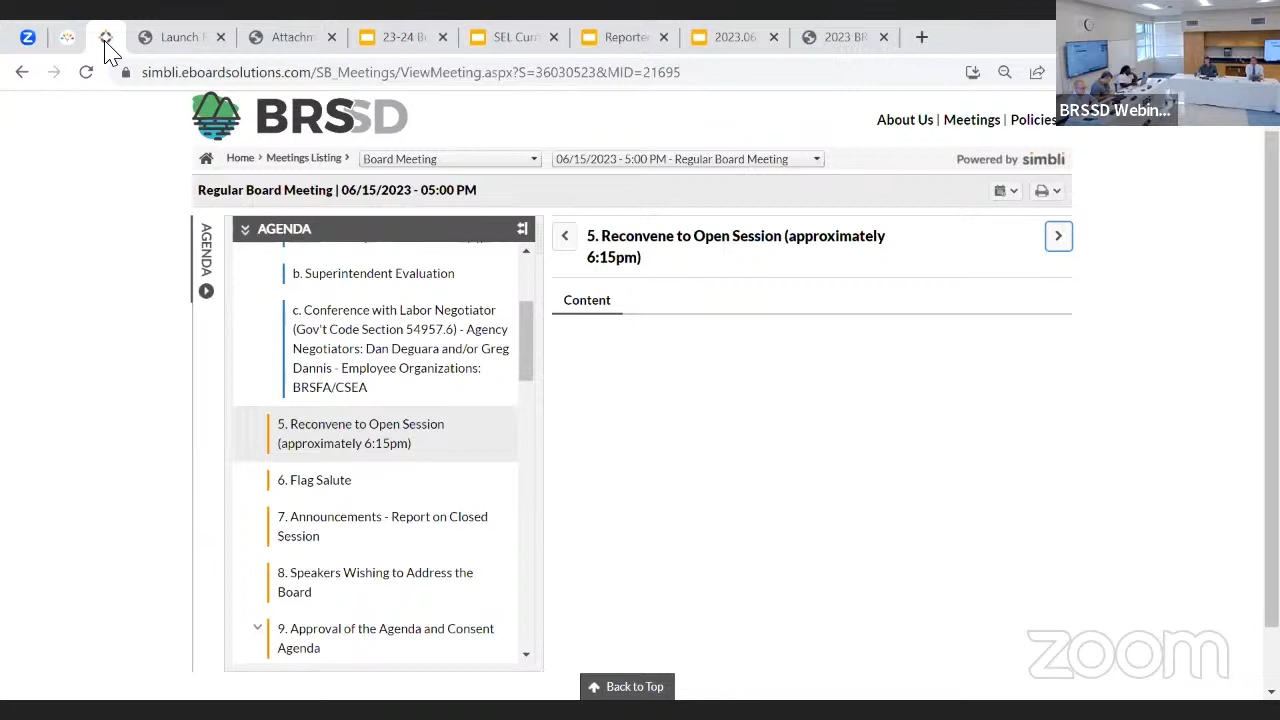 Launch
Attachm
23-24 B
SEL Curr
Reporte
2023.06
2023 BR
simbli.eboardsolutions.com/SB_Meetings/ViewMeeting.aspx?S=36030523&MID=21695
BRSSD Webin...
BRSSD
About Us | Meetings | Policies
Home > Meetings Listing > Board Meeting 06/15/2023 - 5:00 PM - Regular Board Meeting Powered by simbli
Regular Board Meeting | 06/15/2023 - 05:00 PM
AGENDA
AGENDA
b. Superintendent Evaluation
c. Conference with Labor Negotiator
(Gov't Code Section 54957.6) - Agency
Negotiators: Dan Deguara and/or Greg
Dannis - Employee Organizations:
BRSFA/CSEA
5. Reconvene to Open Session
(approximately 6:15pm)
6. Flag Salute
7. Announcements - Report on Closed
Session
8. Speakers Wishing to Address the
Board
9. Approval of the Agenda and Consent
Agenda
5. Reconvene to Open Session (approximately
6:15pm)
Content
Back to Top
zoom